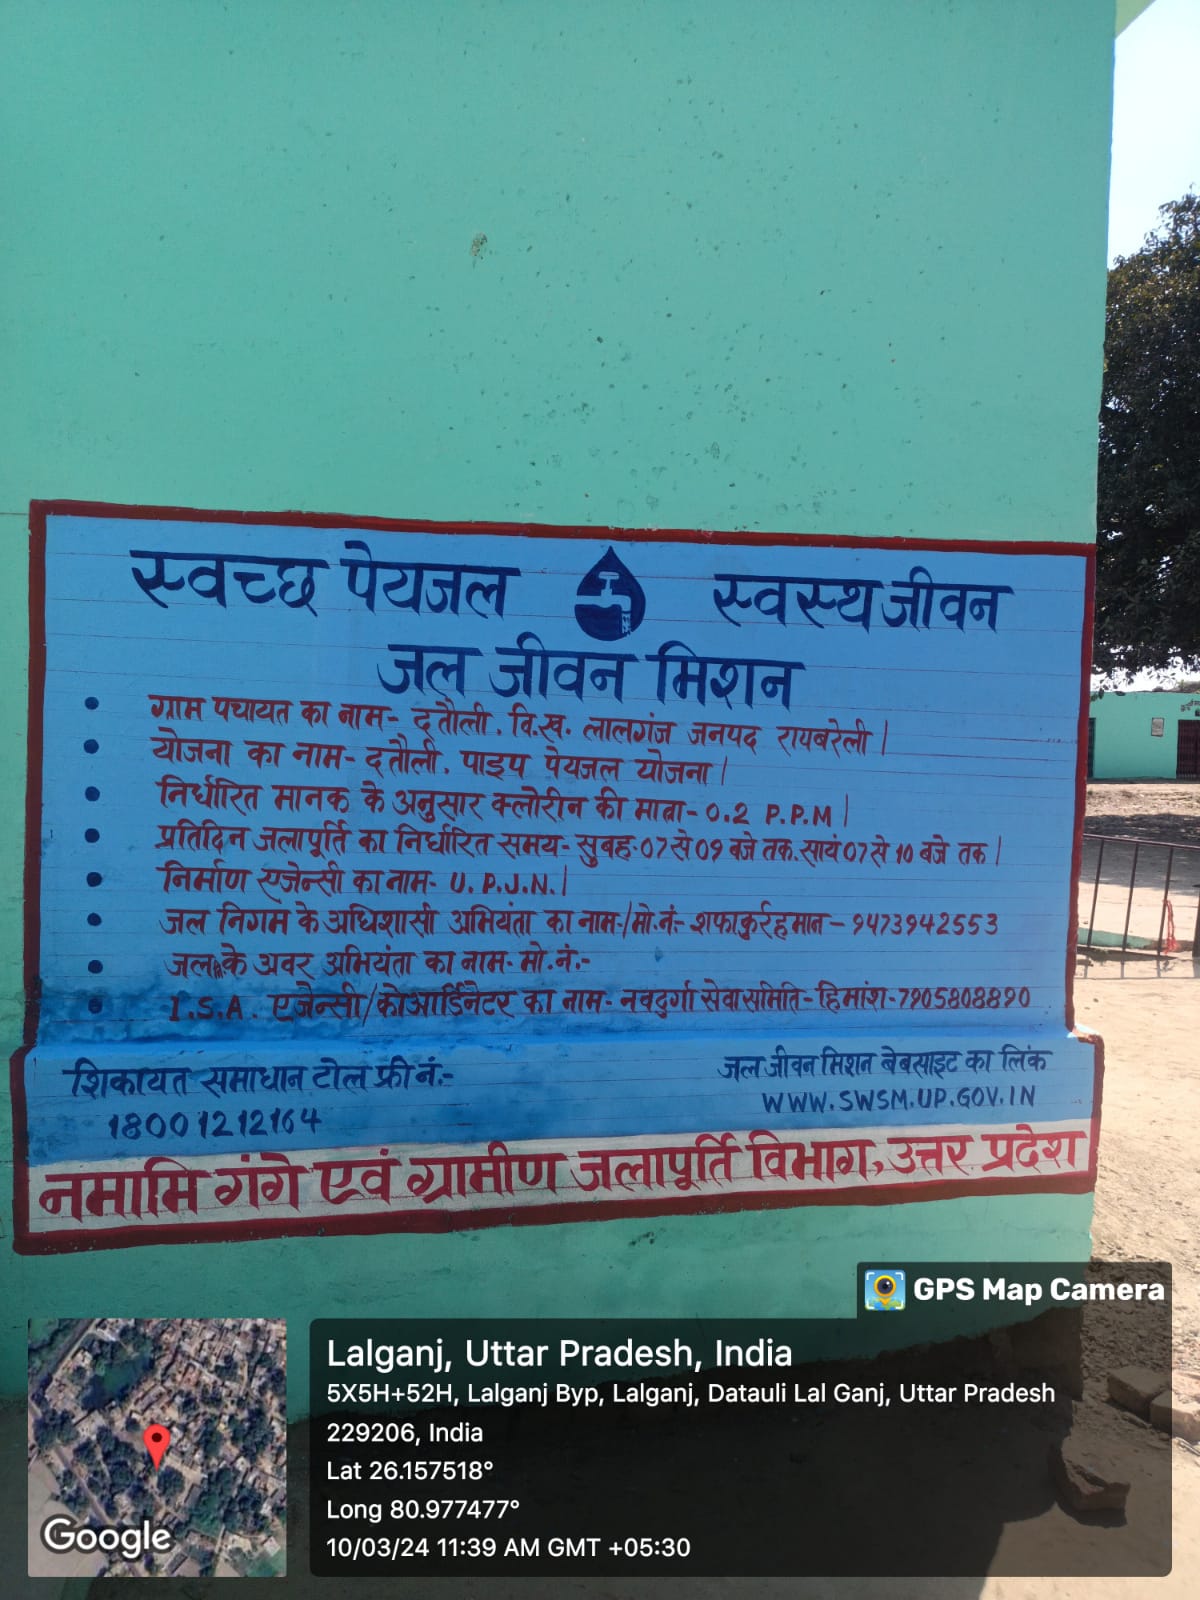 स्वच्छ पेयजल स्वस्थ जीवन
जल जीवन मिशन
• ग्राम पंचायत का नाम- दतौली. वि.ख. लालगंज जनपद रायबरेली।
• योजना का नाम- दतौली. पाइप पेयजल योजना।
• निर्धारित मानक के अनुसार क्लोरीन की मात्रा- 0.2 P.P.M।
• प्रतिदिन जलापूर्ति का निर्धारित समय- सुबह-07 से 09 बजे तक. सायं 07 से 10 बजे तक।
• निर्माण एजेन्सी का नाम- U.P.J.N.।
• जल निगम के अधिशासी अभियंता का नाम-/मो.नं:- शफाकुर्रहमान – ९473९42553
• जल के अवर अभियंता का नाम- मो.नं.:-
• I.S.A. एजेन्सी/कोआर्डिनेटर का नाम- नवदुर्गा सेवा समिति- हिमांश- 7९058088९0
शिकायत समाधान टोल फ्री नं.:-
18001212164
जल जीवन मिशन बेबसाइट का लिंक
WWW.SWSM.UP.GOV.IN
नमामि गंगे एवं ग्रामीण जलापूर्ति विभाग, उत्तर प्रदेश
GPS Map Camera
Lalganj, Uttar Pradesh, India
5X5H+52H, Lalganj Byp, Lalganj, Datauli Lal Ganj, Uttar Pradesh
229206, India
Lat 26.157518°
Long 80.977477°
10/03/24 11:39 AM GMT +05:30
Google